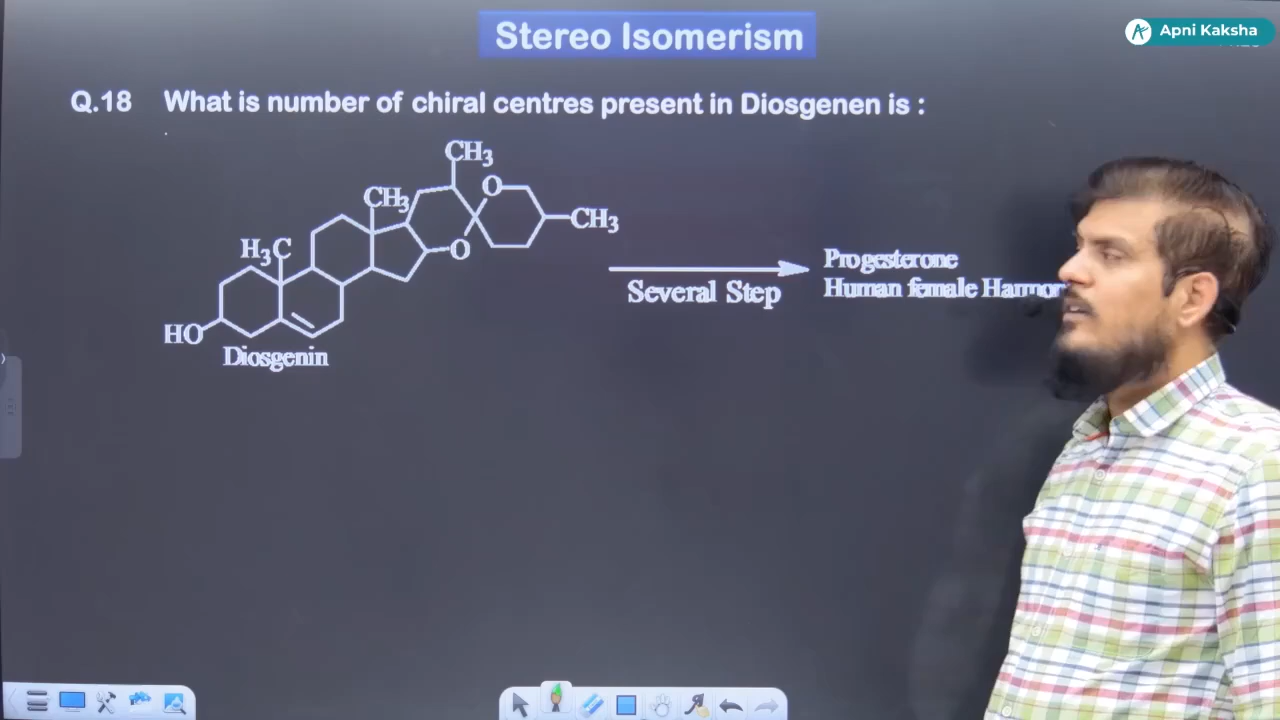 Stereo Isomerism
Apni Kaksha
Q.18 What is number of chiral centres present in Diosgenen is :
CH3
O
CH3
CH3
H3C
O
Progesterone
Several Step
Human female
HO
Diosgenin